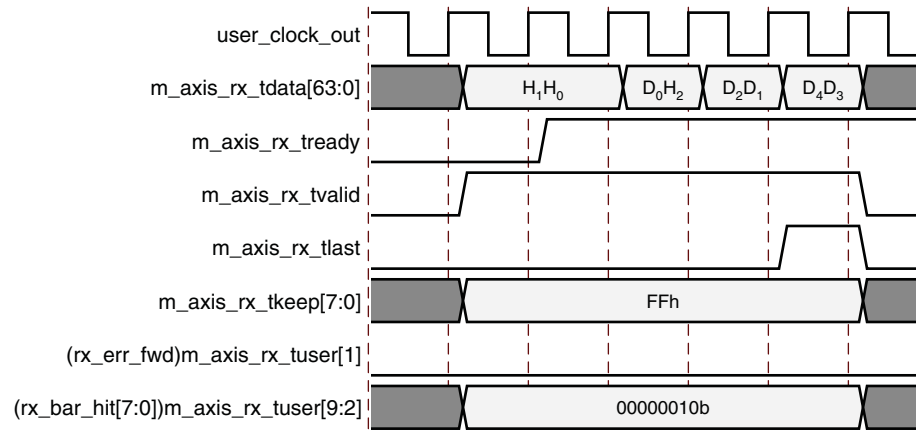 user_clock_out
m_axis_rx_tdata[63:0] H₁H₀ D₀H₂ D₂D₁ D₄D₃
m_axis_rx_tready
m_axis_rx_tvalid
m_axis_rx_tlast
m_axis_rx_tkeep[7:0] FFh
(rx_err_fwd)m_axis_rx_tuser[1]
(rx_bar_hit[7:0])m_axis_rx_tuser[9:2] 00000010b